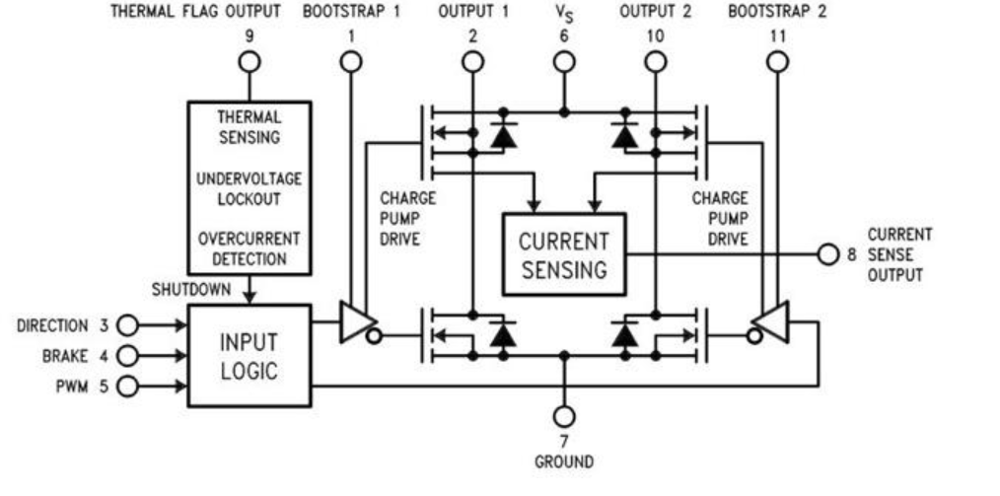 THERMAL FLAG OUTPUT
9
BOOTSTRAP 1
1
OUTPUT 1
2
VS
6
OUTPUT 2
10
BOOTSTRAP 2
11
THERMAL
SENSING
UNDERVOLTAGE
LOCKOUT
OVERCURRENT
DETECTION
CHARGE
PUMP
DRIVE
CURRENT
SENSING
CHARGE
PUMP
DRIVE
8 CURRENT
SENSE
OUTPUT
SHUTDOWN
DIRECTION 3
BRAKE 4
PWM 5
INPUT
LOGIC
7
GROUND